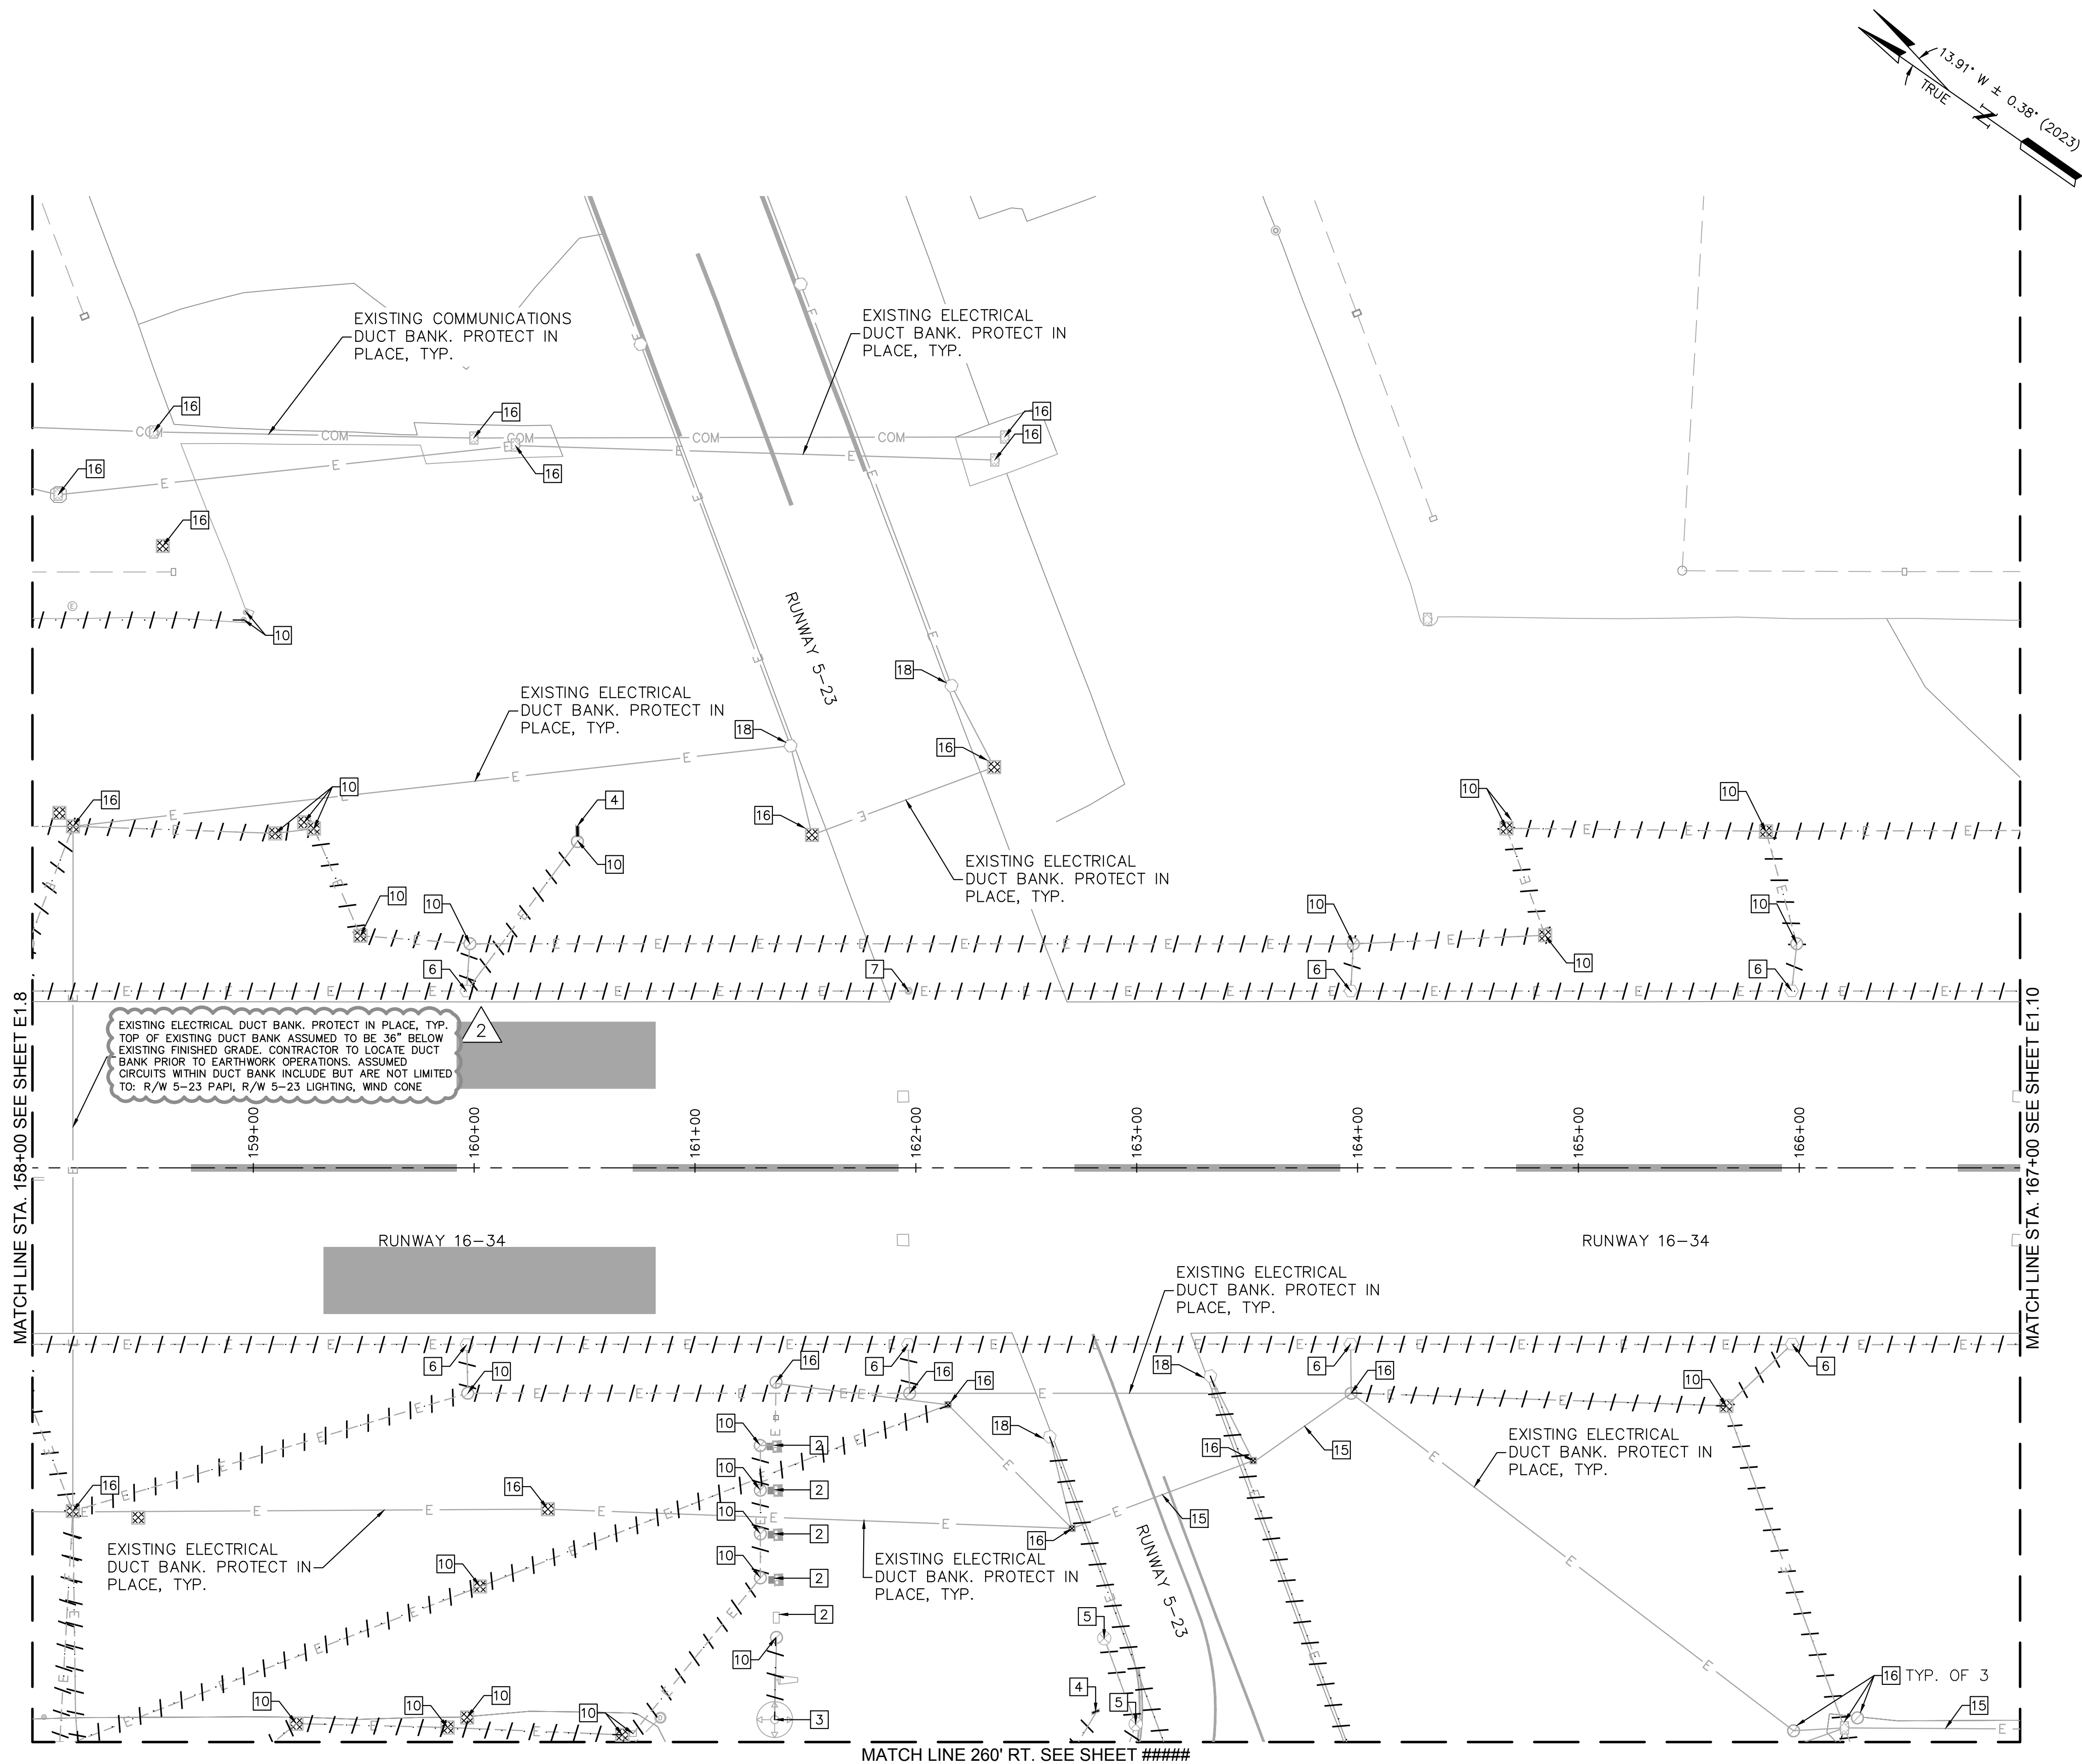 13.91° W ± 0.38° (2023)
TRUE
N
EXISTING COMMUNICATIONS
DUCT BANK. PROTECT IN
PLACE, TYP.
EXISTING ELECTRICAL
DUCT BANK. PROTECT IN
PLACE, TYP.
16
16
16
16
COM
COM
COM
COM
COM
E
E
E
16
16
E
E
16
RUNWAY 5-23
10
18
EXISTING ELECTRICAL
DUCT BANK. PROTECT IN
PLACE, TYP.
18
16
10
16
4
16
10
10
10
EXISTING ELECTRICAL
DUCT BANK. PROTECT IN
PLACE, TYP.
10
10
10
10
10
6
7
6
6
MATCH LINE STA. 158+00 SEE SHEET E1.8
MATCH LINE STA. 167+00 SEE SHEET E1.10
EXISTING ELECTRICAL DUCT BANK. PROTECT IN PLACE, TYP.
TOP OF EXISTING DUCT BANK ASSUMED TO BE 36" BELOW
EXISTING FINISHED GRADE. CONTRACTOR TO LOCATE DUCT
BANK PRIOR TO EARTHWORK OPERATIONS. ASSUMED
CIRCUITS WITHIN DUCT BANK INCLUDE BUT ARE NOT LIMITED
TO: R/W 5-23 PAPI, R/W 5-23 LIGHTING, WIND CONE
2
159+00
160+00
161+00
162+00
163+00
164+00
165+00
166+00
RUNWAY 16-34
RUNWAY 16-34
EXISTING ELECTRICAL
DUCT BANK. PROTECT IN
PLACE, TYP.
6
10
16
6
16
16
18
6
16
10
6
10
2
18
16
15
EXISTING ELECTRICAL
DUCT BANK. PROTECT IN
PLACE, TYP.
16
16
10
2
10
2
16
15
EXISTING ELECTRICAL
DUCT BANK. PROTECT IN
PLACE, TYP.
10
10
2
EXISTING ELECTRICAL
DUCT BANK. PROTECT IN
PLACE, TYP.
RUNWAY 5-23
2
5
10
4
16 TYP. OF 3
10
10
10
10
3
5
15
MATCH LINE 260' RT. SEE SHEET #####